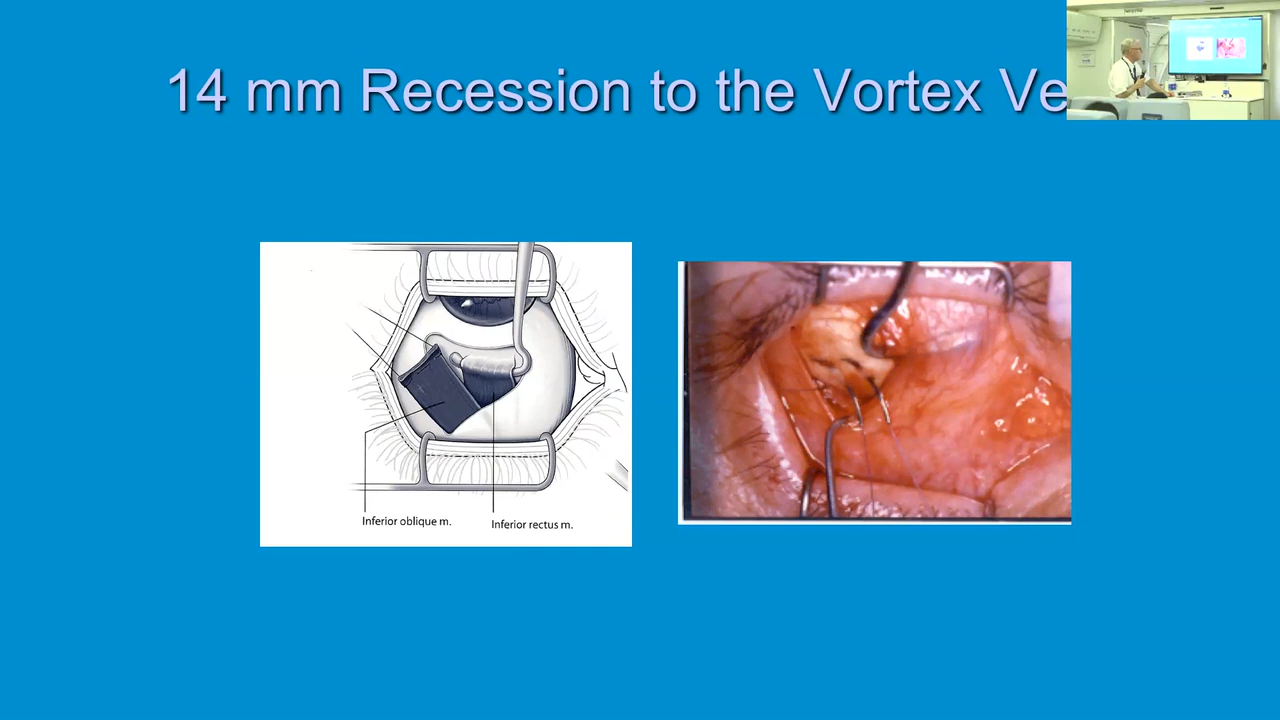 14 mm Recession to the Vortex Ve
Inferior oblique m.
Inferior rectus m.